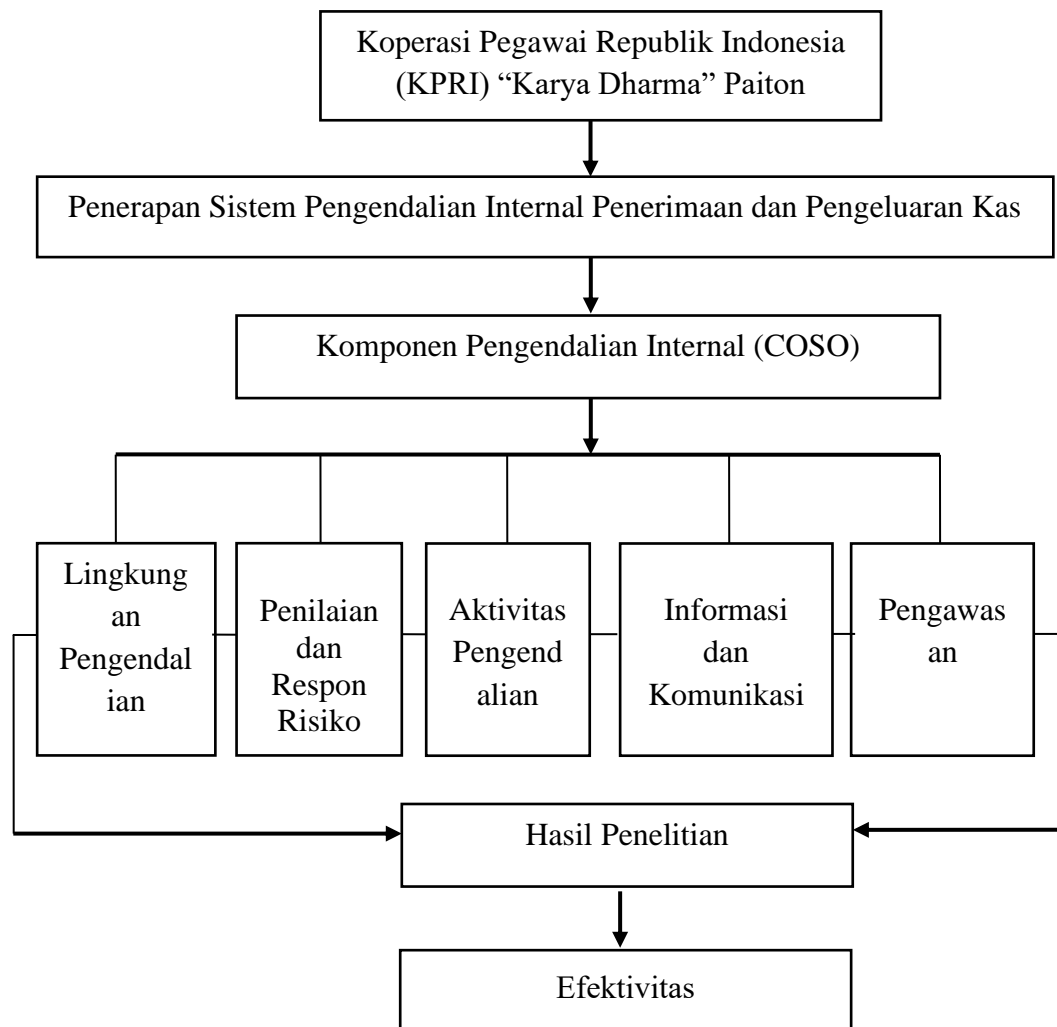 Koperasi Pegawai Republik Indonesia
(KPRI) “Karya Dharma” Paiton
Penerapan Sistem Pengendalian Internal Penerimaan dan Pengeluaran Kas
Komponen Pengendalian Internal (COSO)
Lingkung
an
Pengendal
ian
Penilaian
dan
Respon
Risiko
Aktivitas
Pengend
alian
Informasi
dan
Komunikasi
Pengawas
an
Hasil Penelitian
Efektivitas